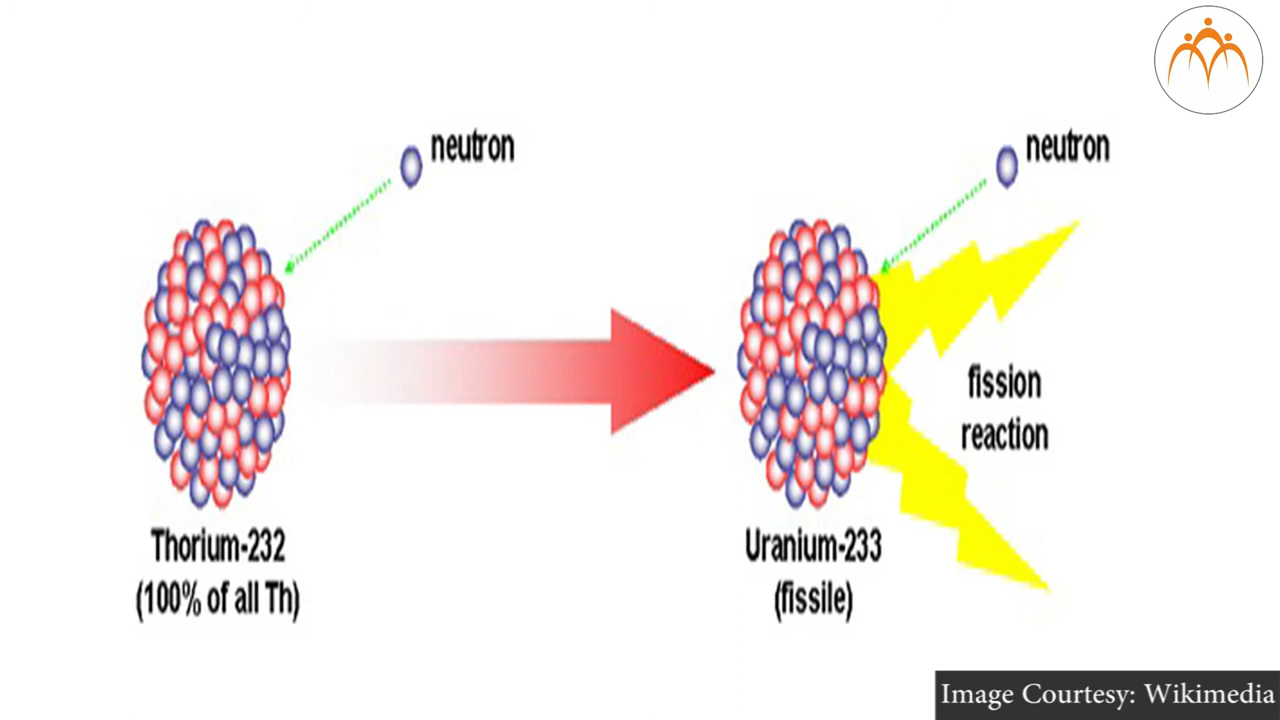 neutron
neutron
fission
reaction
Thorium-232
(100% of all Th)
Uranium-233
(fissile)
Image Courtesy: Wikimedia